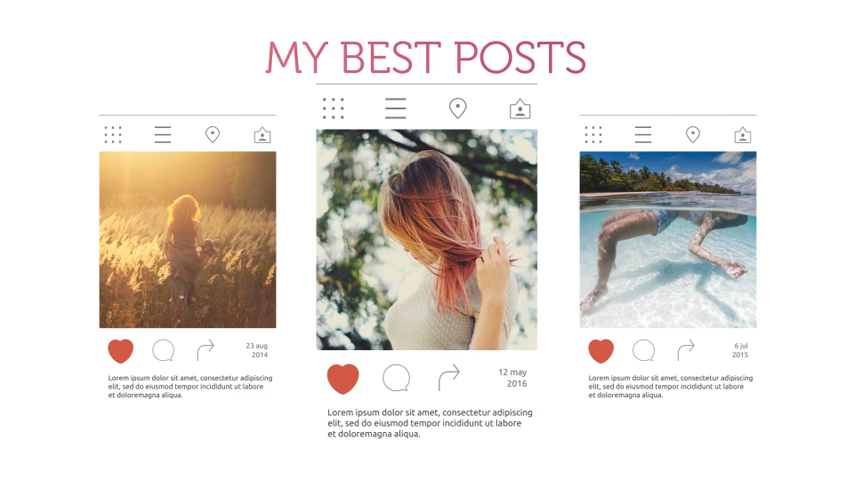 MY BEST POSTS
23 aug
2014
Lorem ipsum dolor sit amet, consectetur adipiscing
elit, sed do eiusmod tempor incididunt ut labore
et doloremagna aliqua.
12 may
2016
Lorem ipsum dolor sit amet, consectetur adipiscing
elit, sed do eiusmod tempor incididunt ut labore
et doloremagna aliqua.
6 jul
2015
Lorem ipsum dolor sit amet, consectetur adipiscing
elit, sed do eiusmod tempor incididunt ut labore
et doloremagna aliqua.